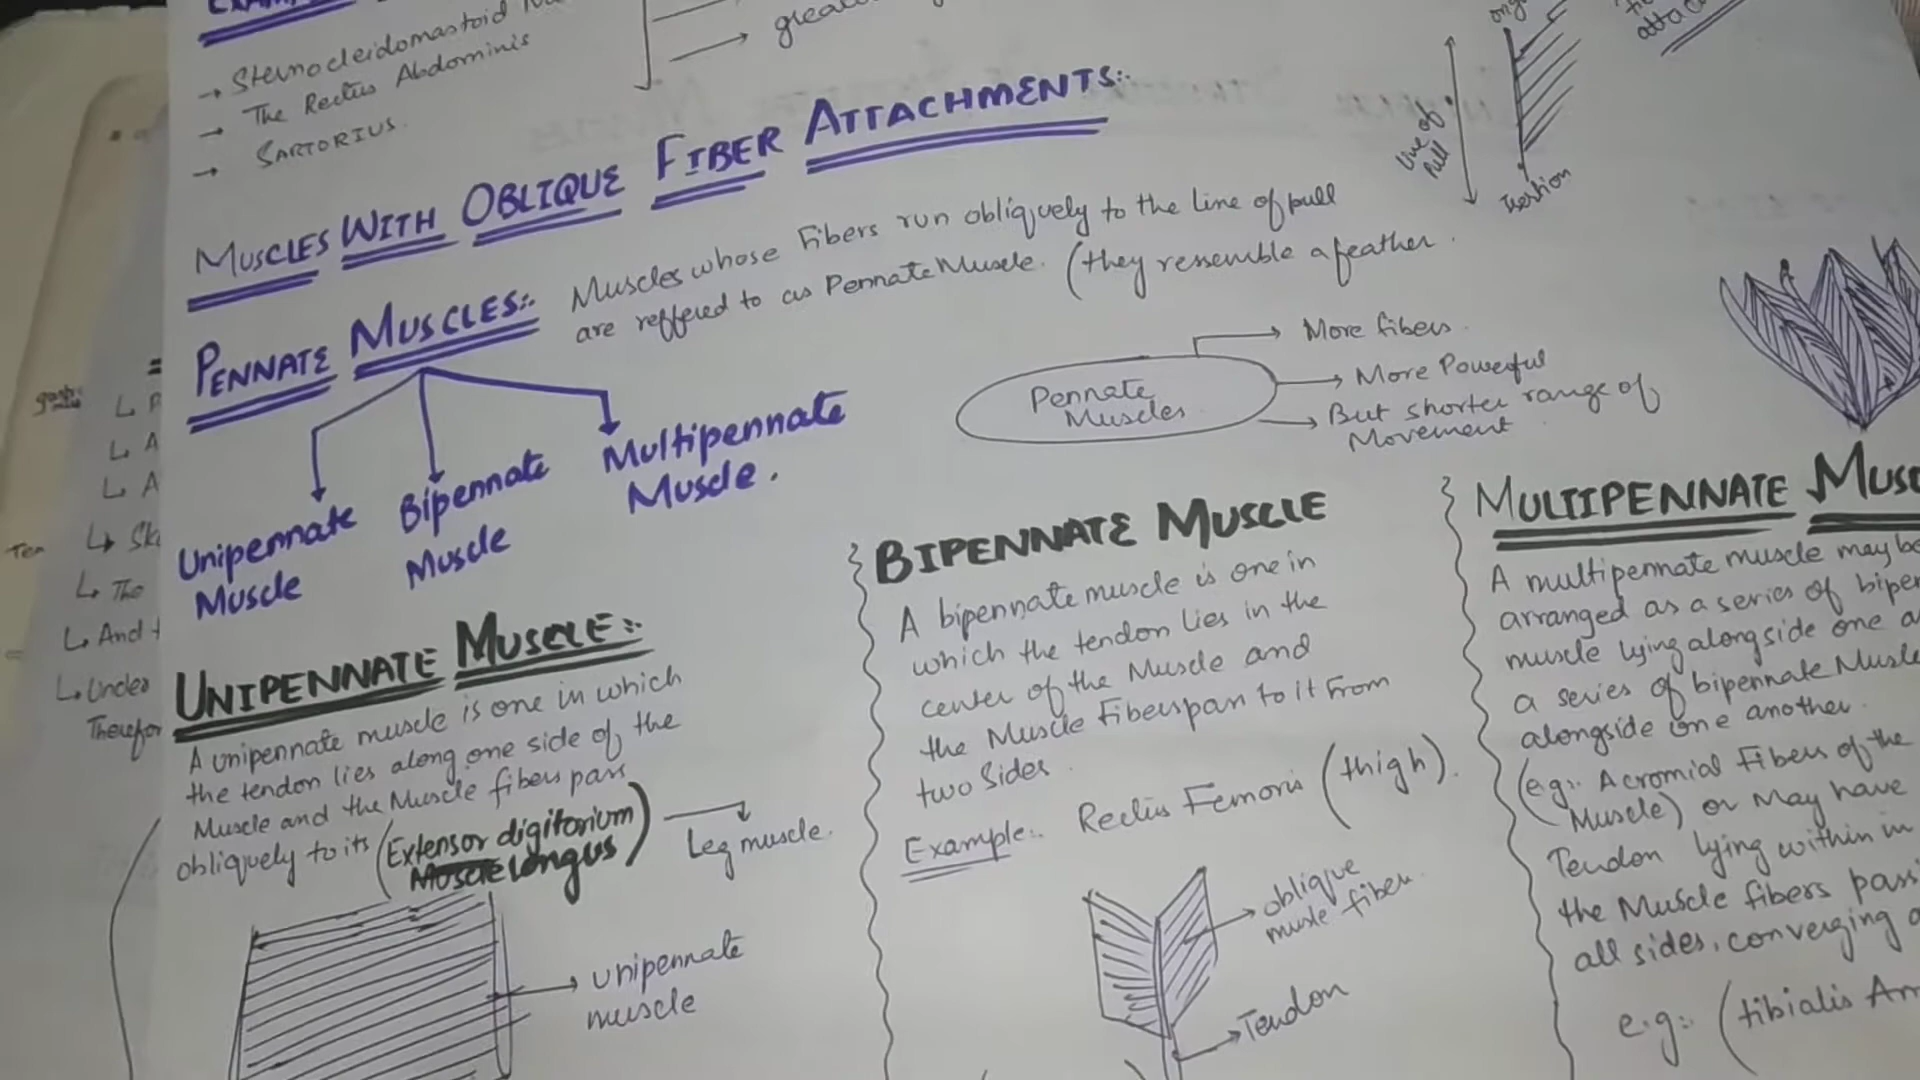 → Sternocleidomastoid
→ The Rectus Abdominis
→ SARTORIUS.
MUSCLES WITH OBLIQUE FIBER ATTACHMENTS:-
line of pull
Insertion
PENNATE MUSCLES:-
Muscles whose Fibers run obliquely to the line of pull
are reffered to as Pennate Muscle. (they ressemble a feather.
Unipennate Muscle
Bipennate Muscle
Multipennate Muscle.
Pennate Muscles
→ More fibers.
→ More Powerful
→ But shorter range of Movement.
UNIPENNATE MUSCLE:-
A unipennate muscle is one in which
the tendon lies along one side of the
Muscle and the Muscle fibers pass
obliquely to its (Extensor digitorium
longus)
Leg muscle.
→ unipennate
muscle
BIPENNATE MUSCLE
A bipennate muscle is one in
which the tendon lies in the
center of the Muscle and
the Muscle Fiberspan to it From
two Sides.
Example:- Rectus Femoris (thigh).
→ oblique
musle fiber.
→ Tendon
MULTIPENNATE
A multipennate muscle may be
arranged as a series of
muscle lying alongside one
a series of bipennate
alongside one another.
(e.g:- Acromial Fibers of the
Muscle) or May have
Tendon lying within in
the Muscle fibers
all sides, converging
e.g:- (tibialis
↳ And
↳ Under